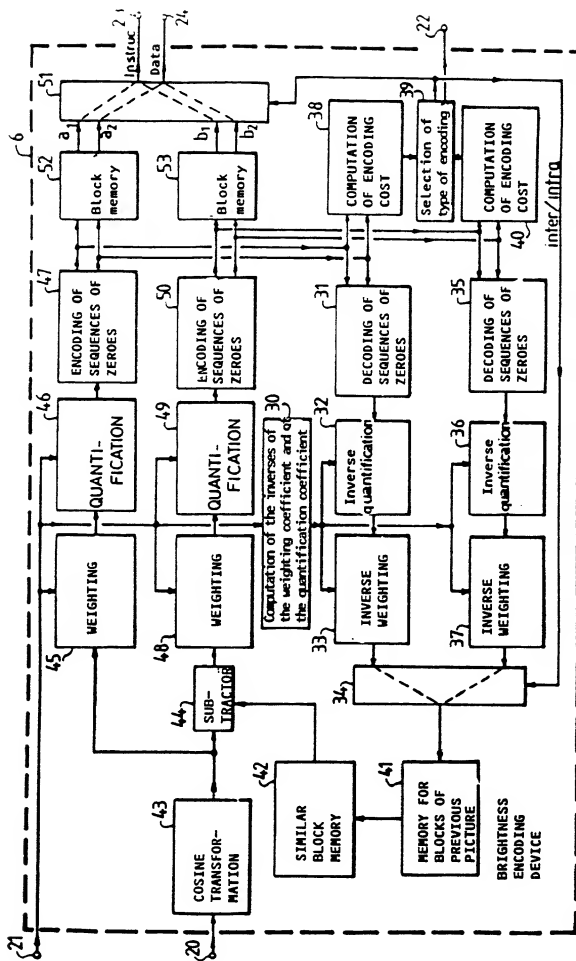 6
2
Instruc
Data
24
22
51
a1
a2
b1
b2
52
Block
memory
53
Block
memory
38
COMPUTATION
OF ENCODING
COST
39
Selection of
type of encoding
COMPUTATION
OF ENCODING
COST
40
inter/intra
47
ENCODING OF
SEQUENCES OF
ZEROES
50
ENCODING OF
SEQUENCES OF
ZEROES
31
DECODING OF
SEQUENCES OF
ZEROS
35
DECODING OF
SEQUENCES OF
ZEROES
46
QUANTI-
FICATION
49
QUANTI-
FICATION
30
Computation of the inverses of
the weighting coefficient and of
the quantification coefficient
32
Inverse
quantification
36
Inverse
quantification
45
WEIGHTING
48
WEIGHTING
33
INVERSE
WEIGHTING
37
INVERSE
WEIGHTING
44
SUB-
TRACTOR
34
43
COSINE
TRANSFOR-
MATION
42
SIMILAR
BLOCK
MEMORY
41
MEMORY FOR
BLOCKS OF
PREVIOUS
PICTURE
BRIGHTNESS
ENCODING
DEVICE
21
20